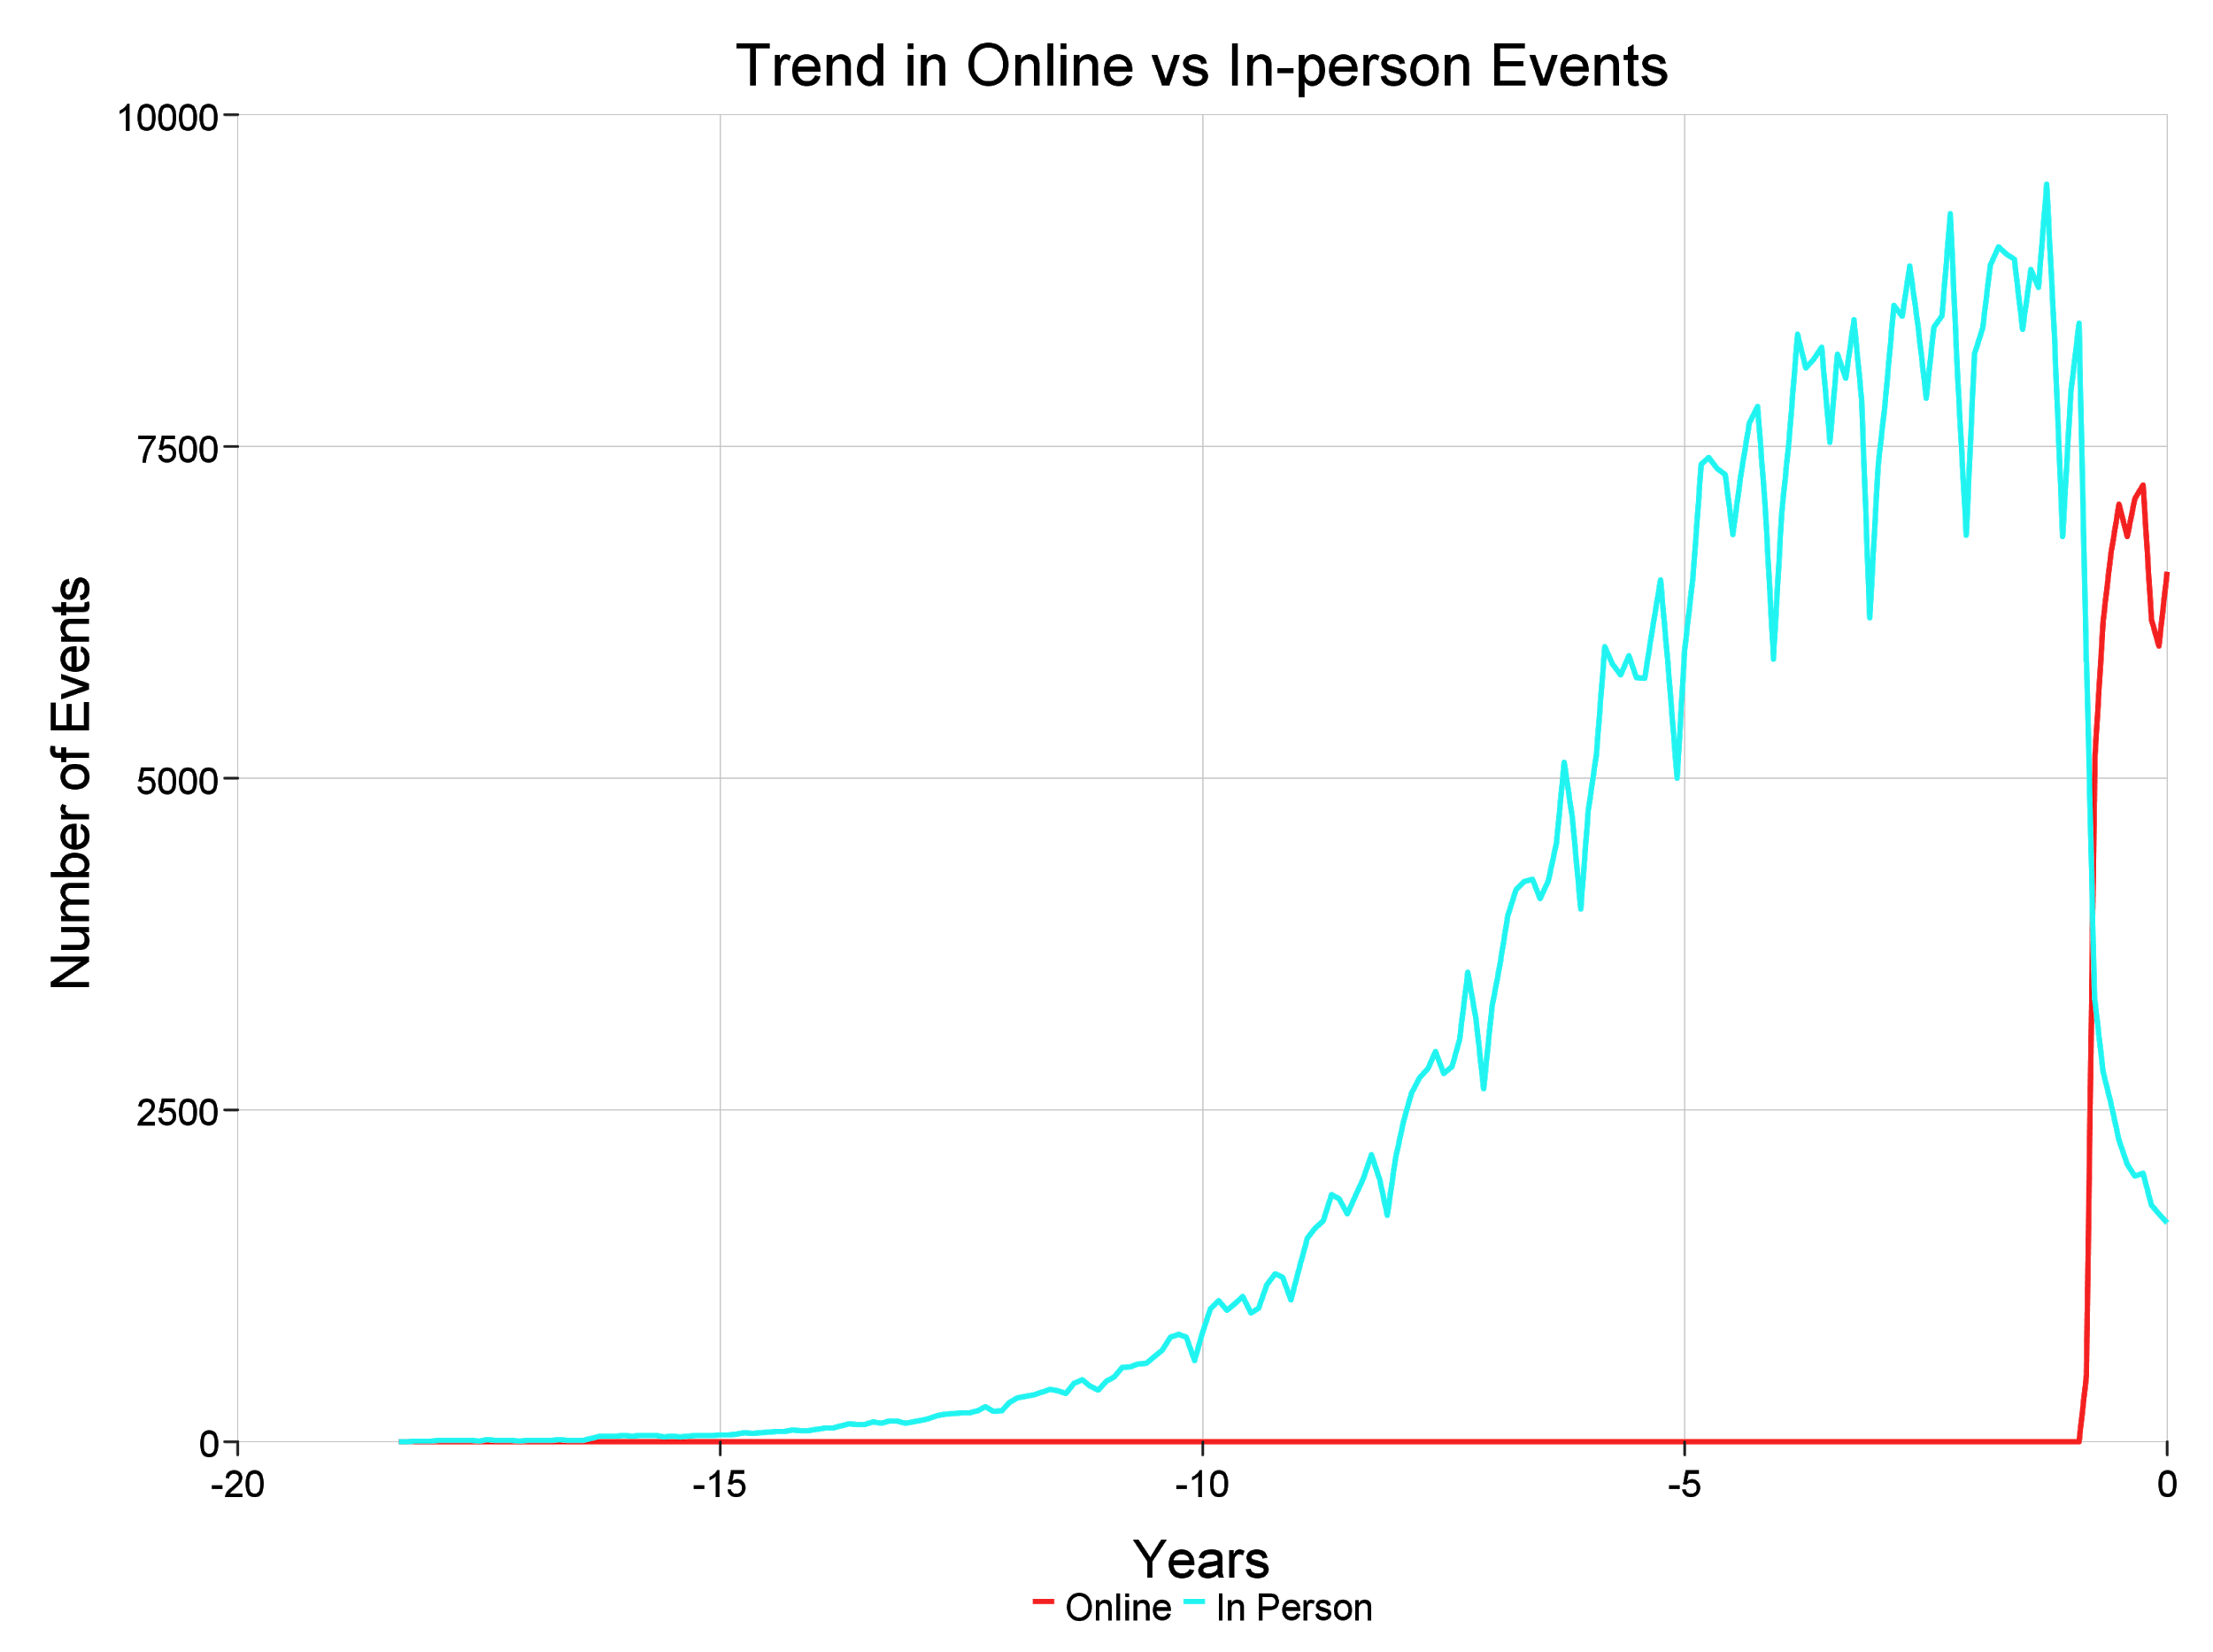 Trend in Online vs In-person Events
10000
7500
5000
2500
0
Number of Events
-20
-15
-10
-5
0
Years
Online
In Person